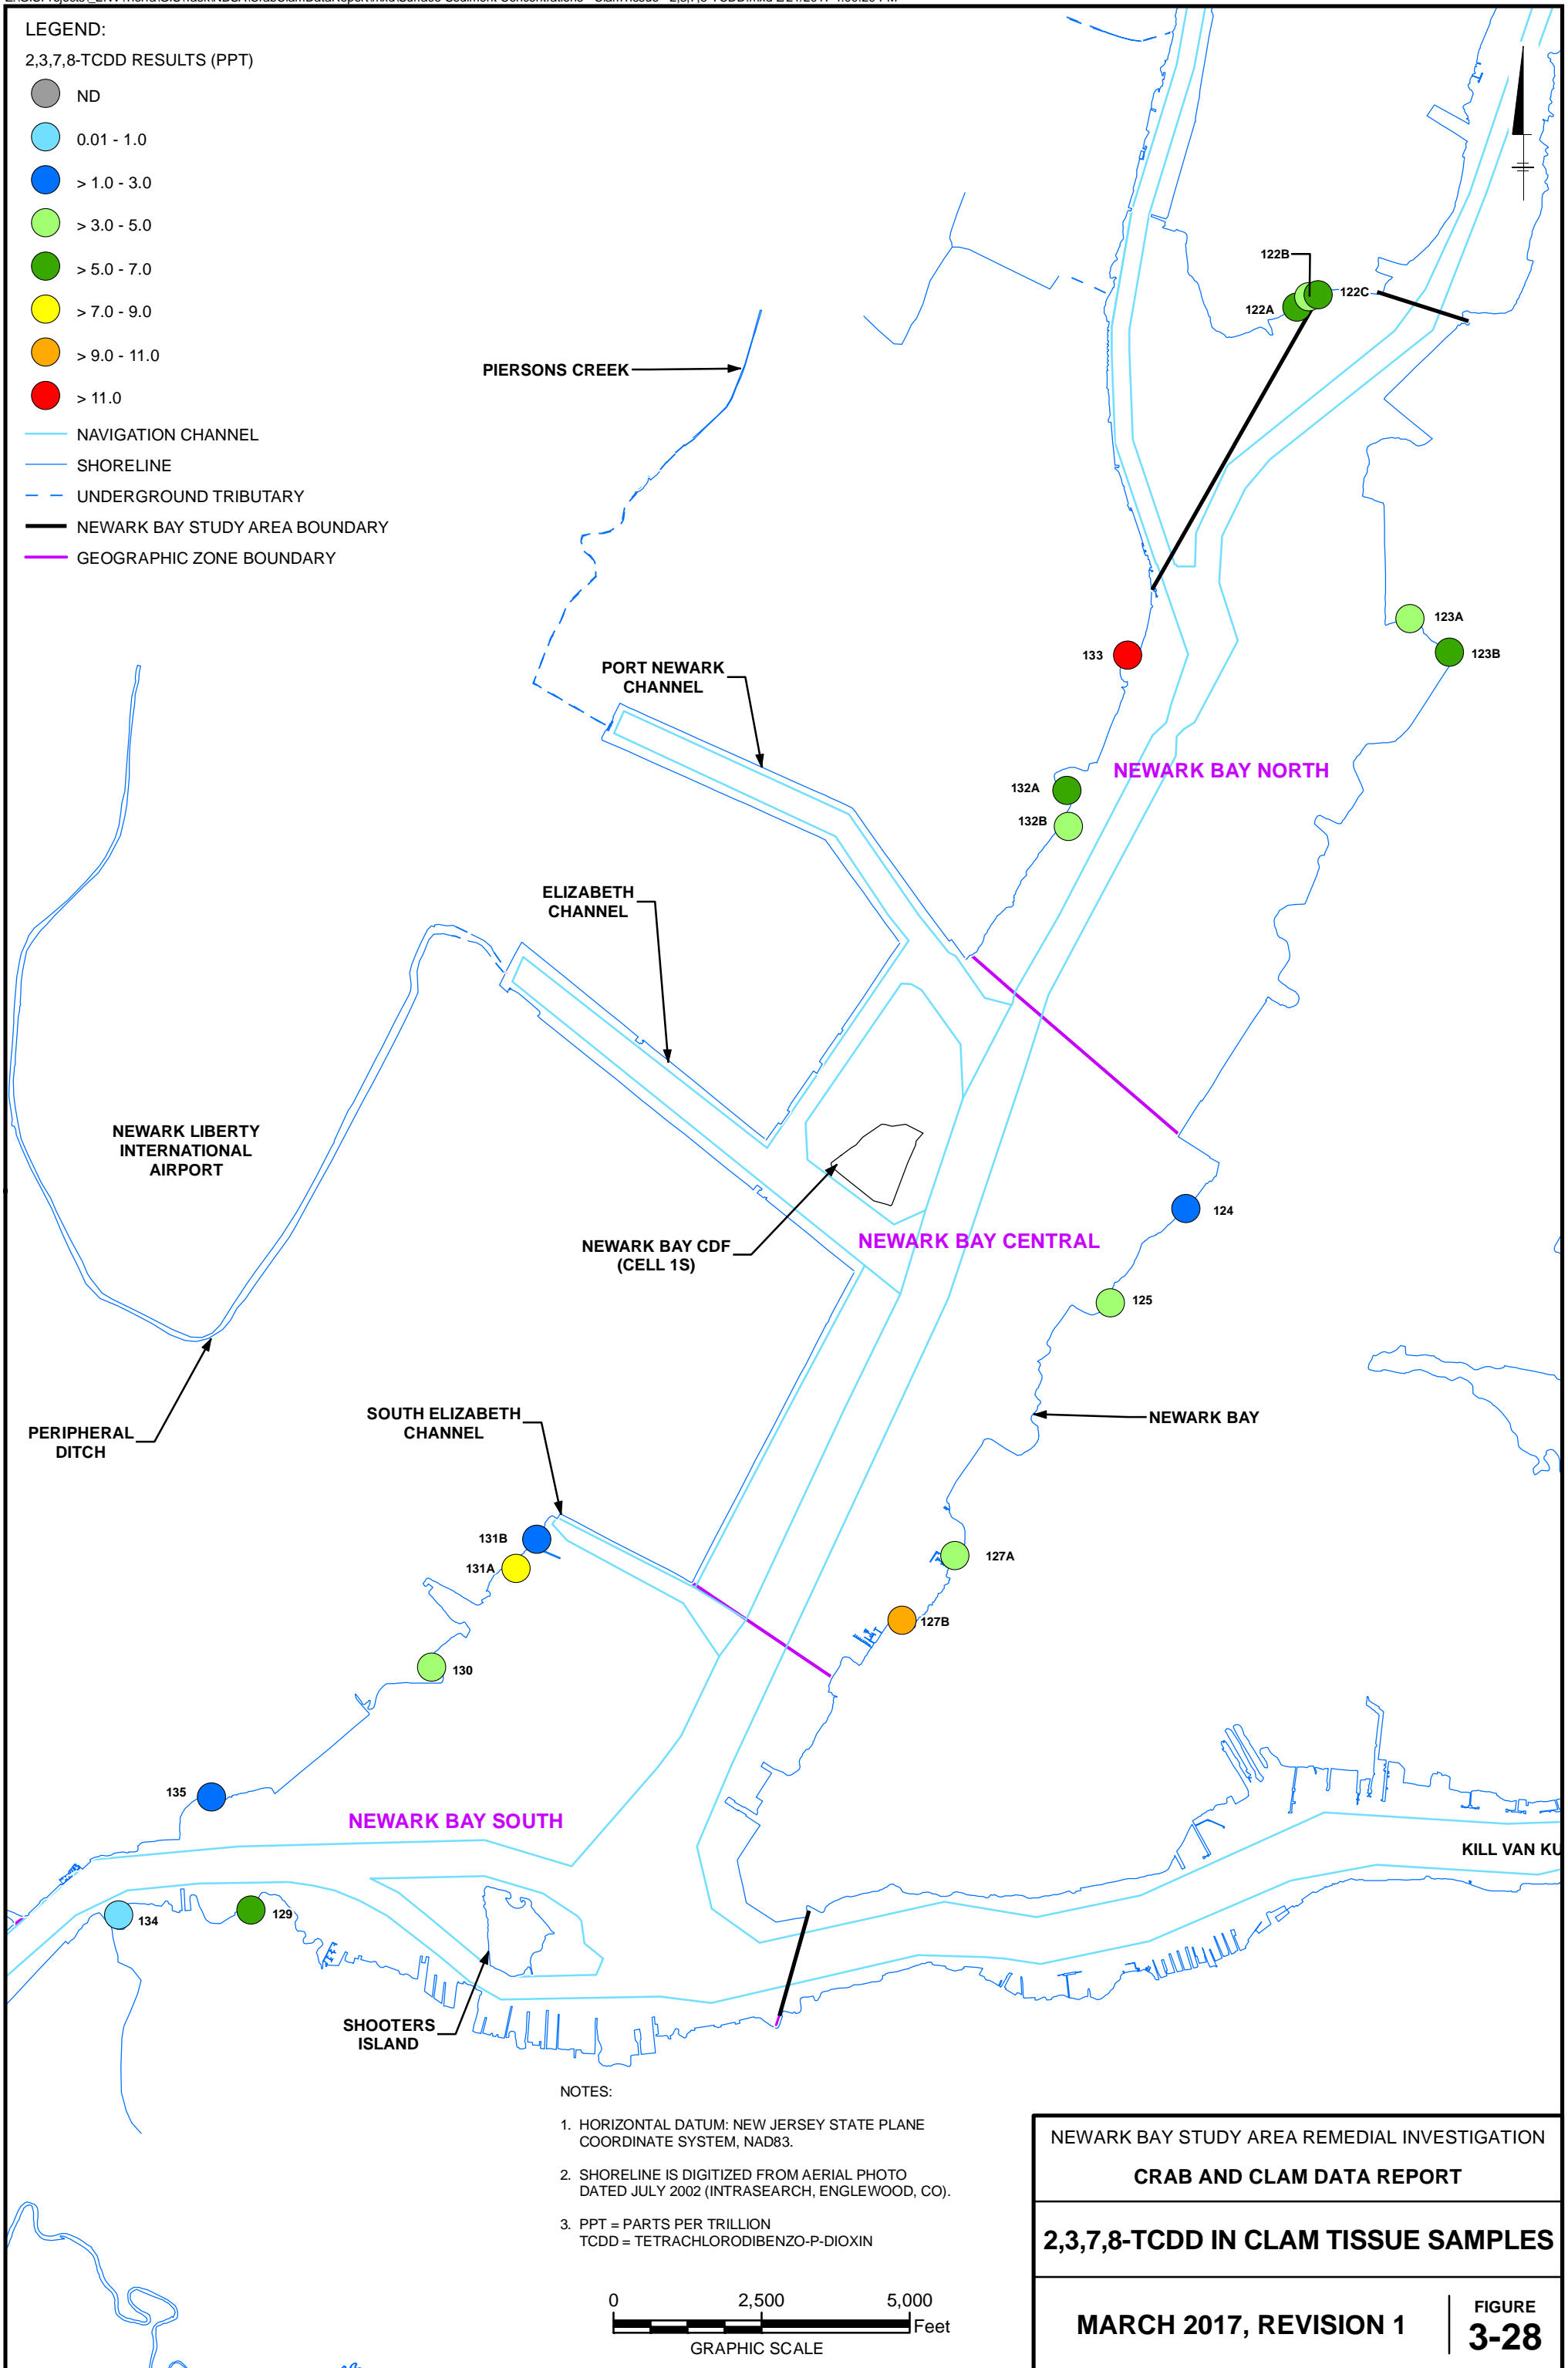 LEGEND:
2,3,7,8-TCDD RESULTS (PPT)
ND
0.01 - 1.0
> 1.0 - 3.0
> 3.0 - 5.0
> 5.0 - 7.0
> 7.0 - 9.0
> 9.0 - 11.0
> 11.0
NAVIGATION CHANNEL
SHORELINE
UNDERGROUND TRIBUTARY
NEWARK BAY STUDY AREA BOUNDARY
GEOGRAPHIC ZONE BOUNDARY
122B
122C
122A
PIERSONS CREEK
123A
123B
133
PORT NEWARK
CHANNEL
NEWARK BAY NORTH
132A
132B
ELIZABETH
CHANNEL
NEWARK LIBERTY
INTERNATIONAL
AIRPORT
124
NEWARK BAY CDF
(CELL 1S)
NEWARK BAY CENTRAL
125
SOUTH ELIZABETH
CHANNEL
NEWARK BAY
PERIPHERAL
DITCH
131B
131A
127A
127B
130
135
NEWARK BAY SOUTH
KILL VAN KU
134
129
SHOOTERS
ISLAND
NOTES:
1. HORIZONTAL DATUM: NEW JERSEY STATE PLANE
COORDINATE SYSTEM, NAD83.
2. SHORELINE IS DIGITIZED FROM AERIAL PHOTO
DATED JULY 2002 (INTRASEARCH, ENGLEWOOD, CO).
3. PPT = PARTS PER TRILLION
TCDD = TETRACHLORODIBENZO-P-DIOXIN
0 2,500 5,000
Feet
GRAPHIC SCALE
NEWARK BAY STUDY AREA REMEDIAL INVESTIGATION
CRAB AND CLAM DATA REPORT
2,3,7,8-TCDD IN CLAM TISSUE SAMPLES
MARCH 2017, REVISION 1
FIGURE
3-28